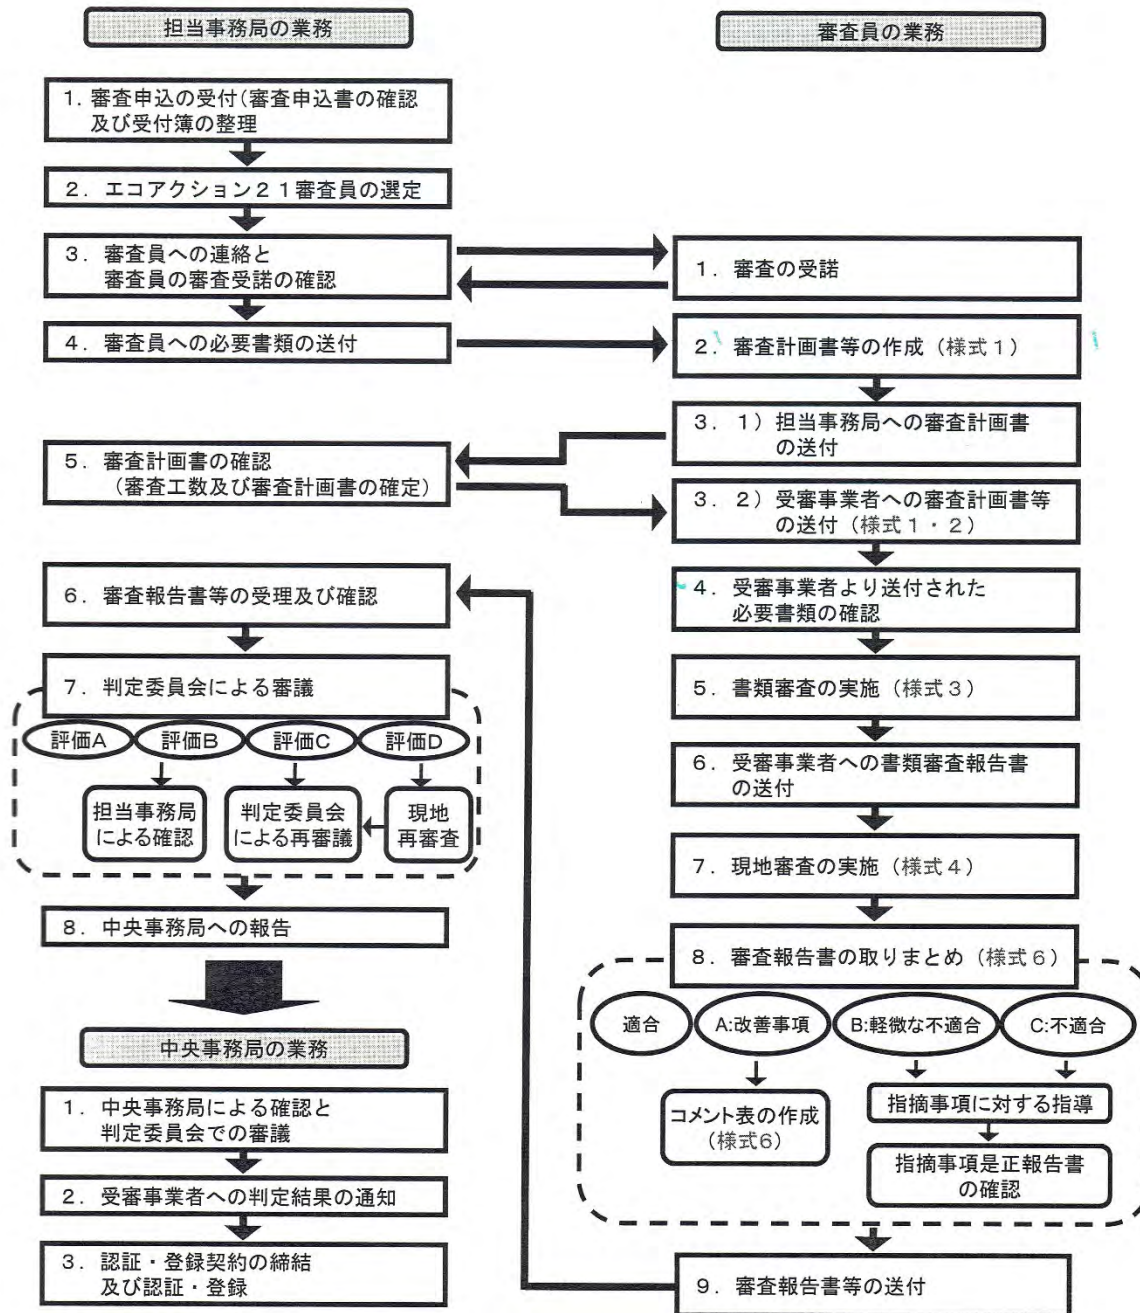 担当事務局の業務
1. 審査申込の受付(審査申込書の確認
及び受付簿の整理
2. エコアクション21審査員の選定
3. 審査員への連絡と
審査員の審査受諾の確認
4. 審査員への必要書類の送付
5. 審査計画書の確認
(審査工数及び審査計画書の確定)
6. 審査報告書等の受理及び確認
7. 判定委員会による審議
評価A
評価B
評価C
評価D
担当事務局
による確認
判定委員会
による再審議
現地
再審査
8. 中央事務局への報告
中央事務局の業務
1. 中央事務局による確認と
判定委員会での審議
2. 受審事業者への判定結果の通知
3. 認証・登録契約の締結
及び認証・登録
審査員の業務
1. 審査の受諾
2. 審査計画書等の作成(様式1)
3. 1)担当事務局への審査計画書
の送付
3. 2)受審事業者への審査計画書等
の送付(様式1・2)
4. 受審事業者より送付された
必要書類の確認
5. 書類審査の実施(様式3)
6. 受審事業者への書類審査報告書
の送付
7. 現地審査の実施(様式4)
8. 審査報告書の取りまとめ(様式6)
適合
A:改善事項
B:軽微な不適合
C:不適合
コメント表の作成
(様式6)
指摘事項に対する指導
指摘事項是正報告書
の確認
9. 審査報告書等の送付